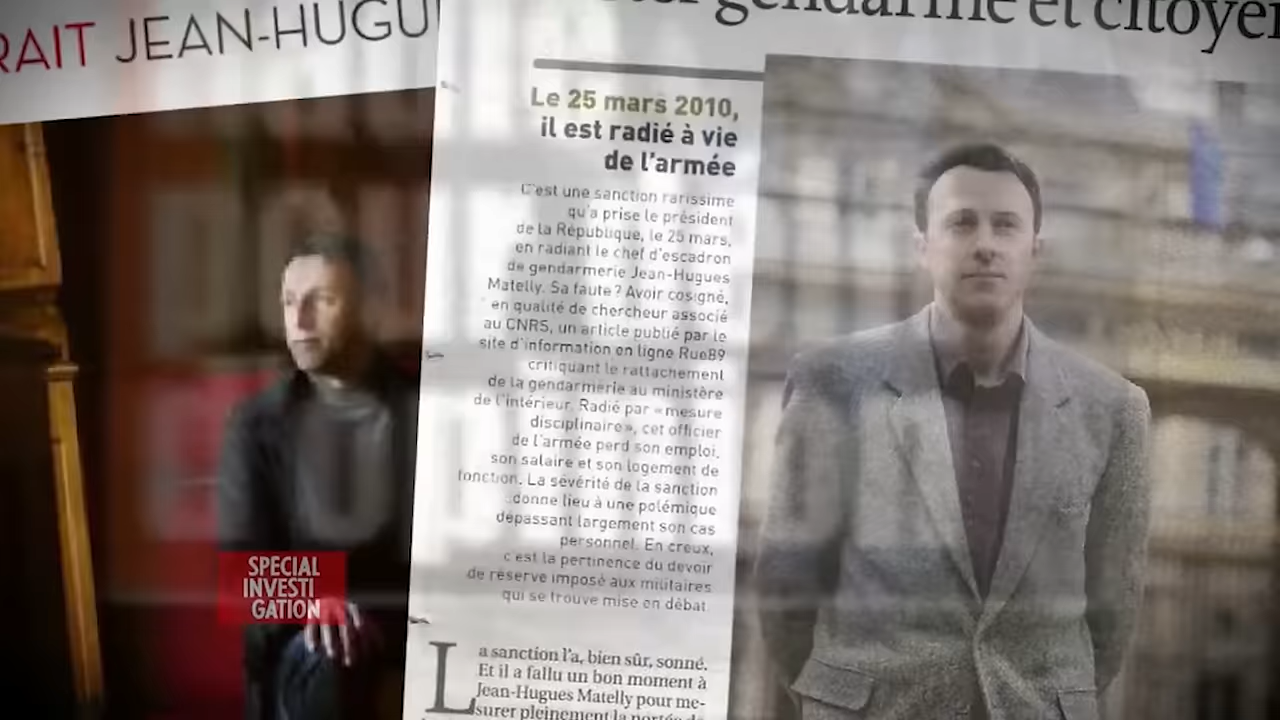 RAIT JEAN-HUGU
gendarme et citoyen
Le 25 mars 2010,
il est radié à vie
de l'armée
C'est une sanction rarissime
qu'a prise le président
de la République, le 25 mars,
en radiant le chef d'escadron
de gendarmerie Jean-Hugues
Matelly. Sa faute ? Avoir cosigné,
en qualité de chercheur associé
au CNRS, un article publié par le
site d'information en ligne Rue89
critiquant le rattachement
de la gendarmerie au ministère
de l'intérieur. Radié par « mesure
disciplinaire », cet officier
de l'armée perd son emploi,
son salaire et son logement de
fonction. La sévérité de la sanction
donne lieu à une polémique
dépassant largement son cas
personnel. En creux,
c'est la pertinence du devoir
de réserve imposé aux militaires
qui se trouve mise en débat.
SPECIAL
INVESTI
GATION
La sanction l'a, bien sûr, sonné.
Et il a fallu un bon moment à
Jean-Hugues Matelly pour me-
surer pleinement la portée de